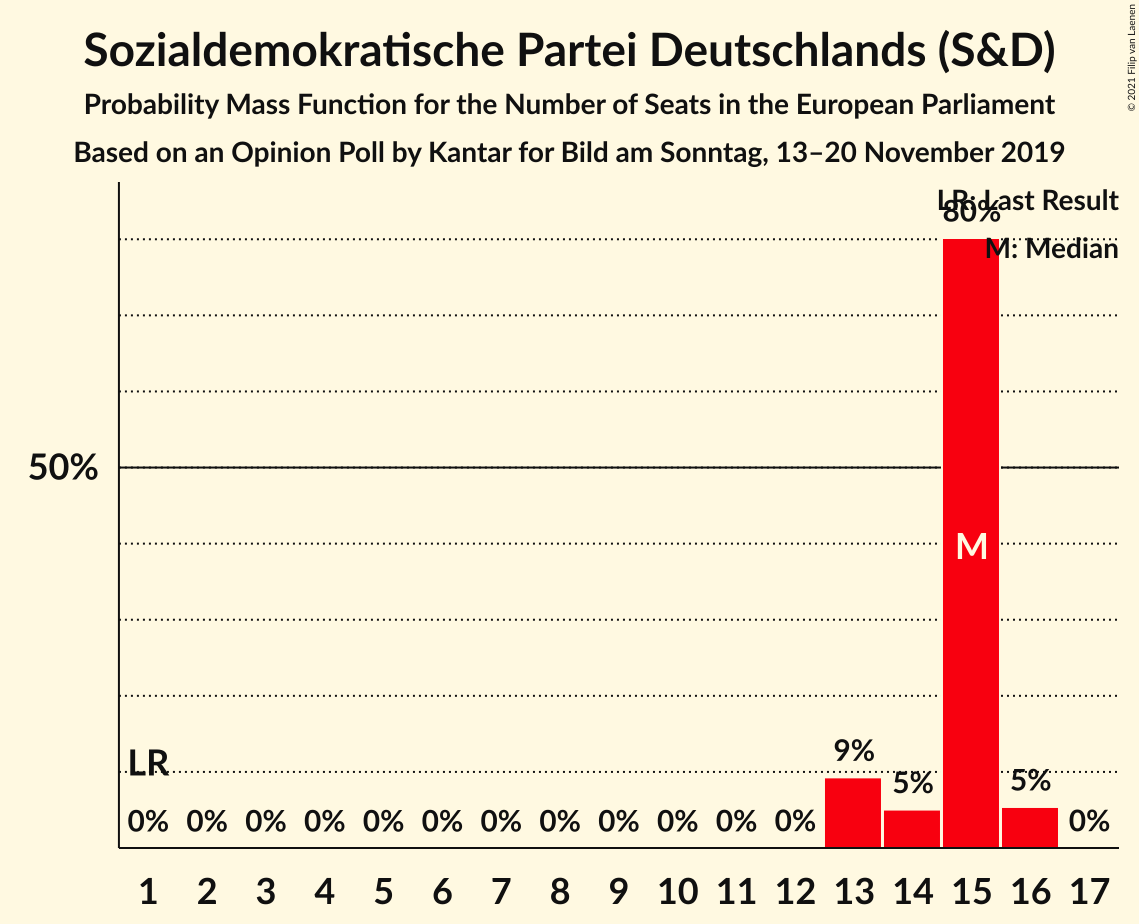 Sozialdemokratische Partei Deutschlands (S&D)
Probability Mass Function for the Number of Seats in the European Parliament
Based on an Opinion Poll by Kantar for Bild am Sonntag, 13–20 November 2019
© 2021 Filip van Laenen
LR: Last Result
80%
M: Median
50%
M
LR
9%
5%
5%
0% 0% 0% 0% 0% 0% 0% 0% 0% 0% 0% 0% 0%
1 2 3 4 5 6 7 8 9 10 11 12 13 14 15 16 17